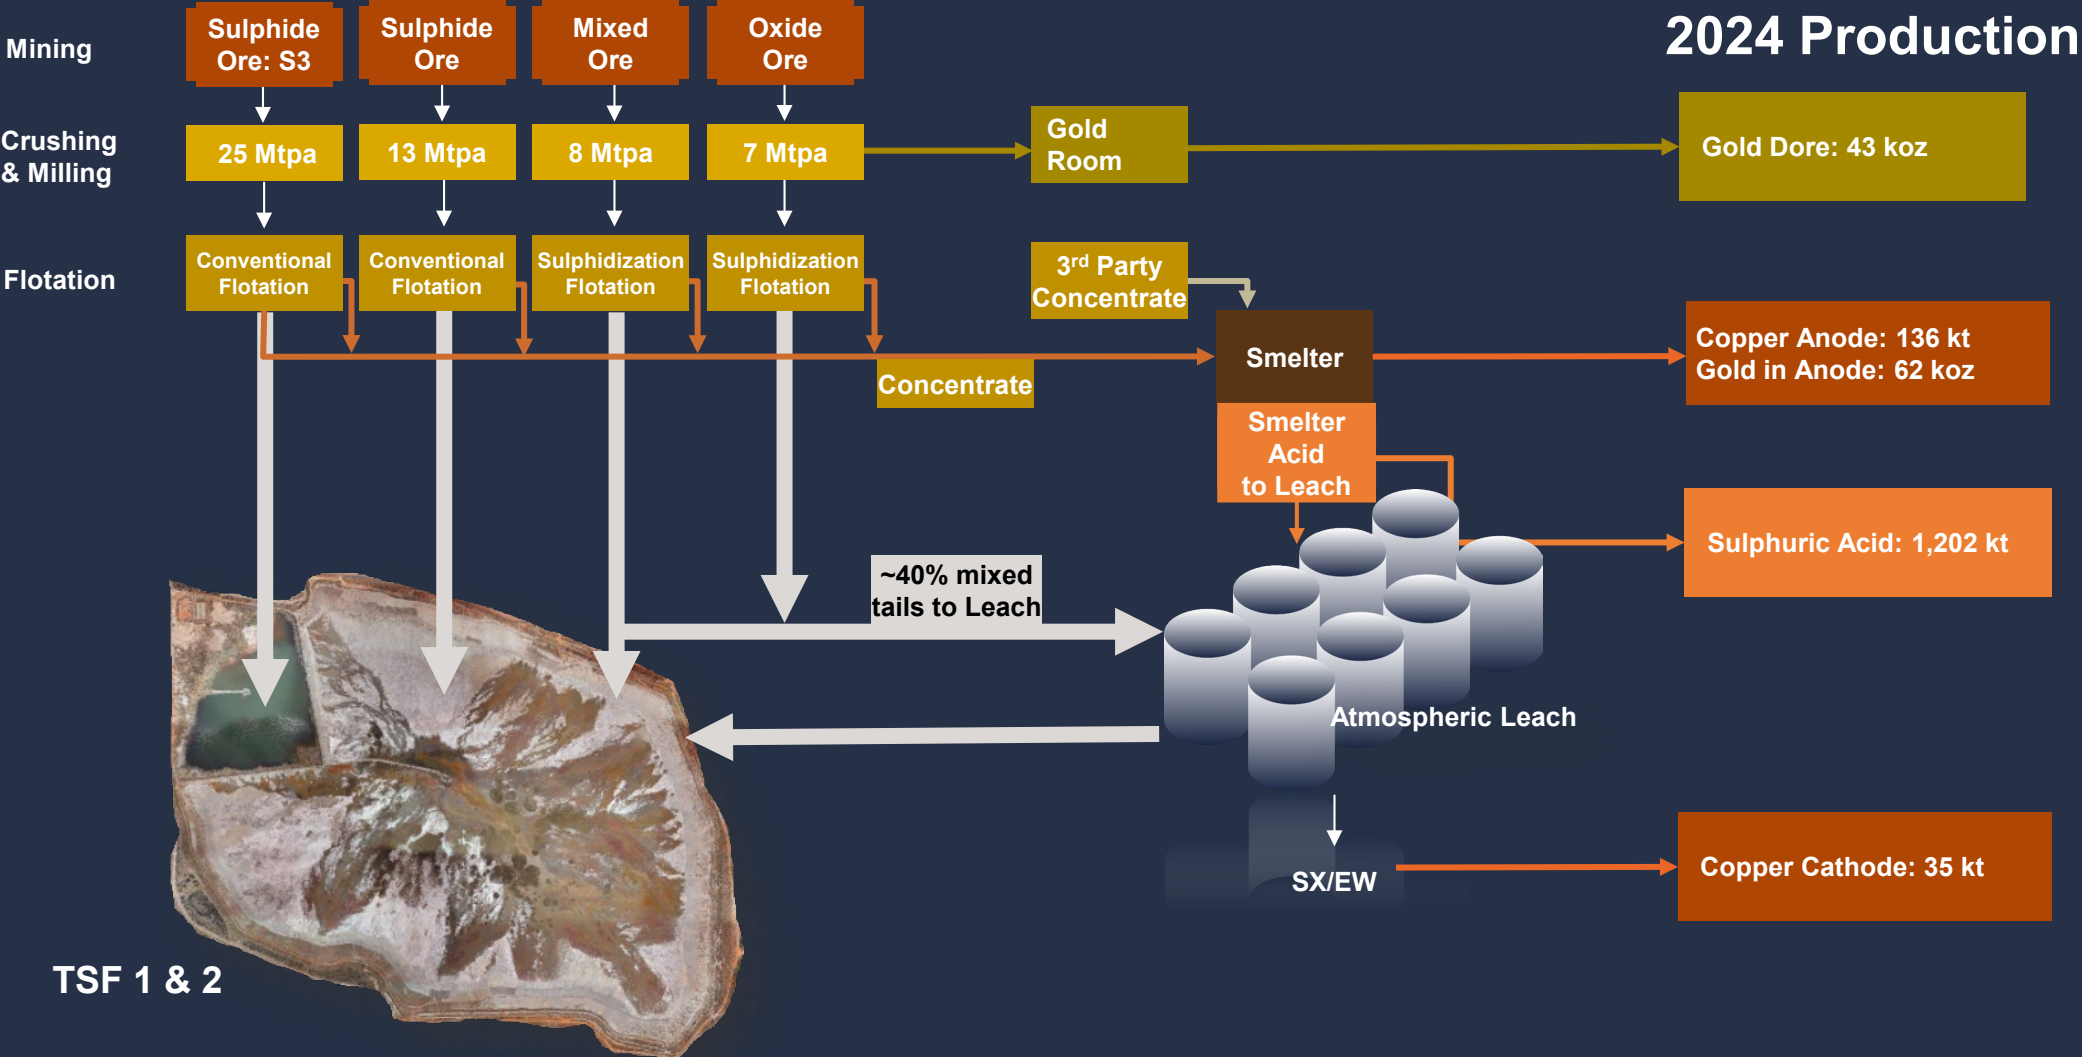 2024 Production
Mining
Sulphide
Ore: S3
Sulphide
Ore
Mixed
Ore
Oxide
Ore
Crushing
& Milling
25 Mtpa
13 Mtpa
8 Mtpa
7 Mtpa
Gold
Room
Gold Dore: 43 koz
Flotation
Conventional
Flotation
Conventional
Flotation
Sulphidization
Flotation
Sulphidization
Flotation
3rd Party
Concentrate
Concentrate
Smelter
Copper Anode: 136 kt
Gold in Anode: 62 koz
Smelter
Acid
to Leach
Sulphuric Acid: 1,202 kt
~40% mixed
tails to Leach
Atmospheric Leach
SX/EW
Copper Cathode: 35 kt
TSF 1 & 2